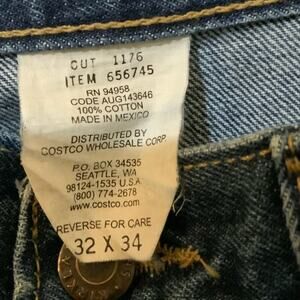 CUT 1176
ITEM 656745
RN 94958
CODE AUG143646
100% COTTON
MADE IN MEXICO
DISTRIBUTED BY
COSTCO WHOLESALE CORP.
P.O. BOX 34535
SEATTLE, WA
98124-1535 U.S.A.
(800) 774-2678
www.costco.com
REVERSE FOR CARE
32 X 34